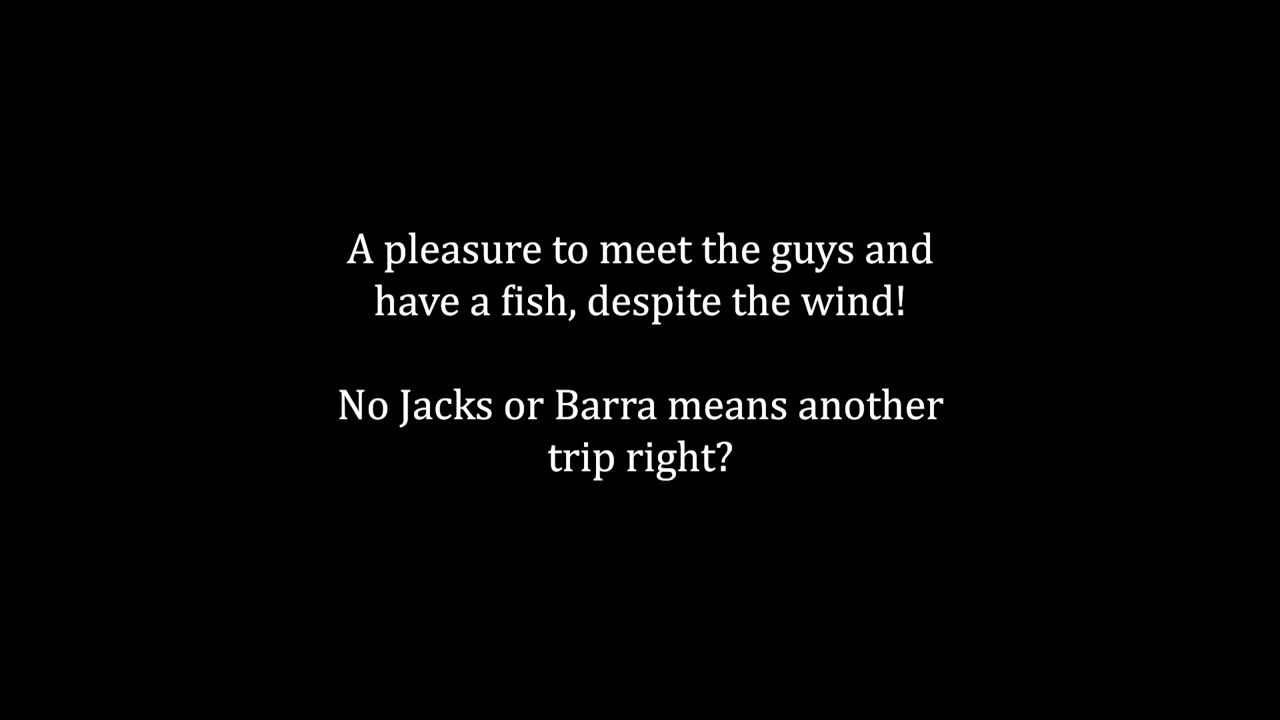 A pleasure to meet the guys and
have a fish, despite the wind!
No Jacks or Barra means another
trip right?